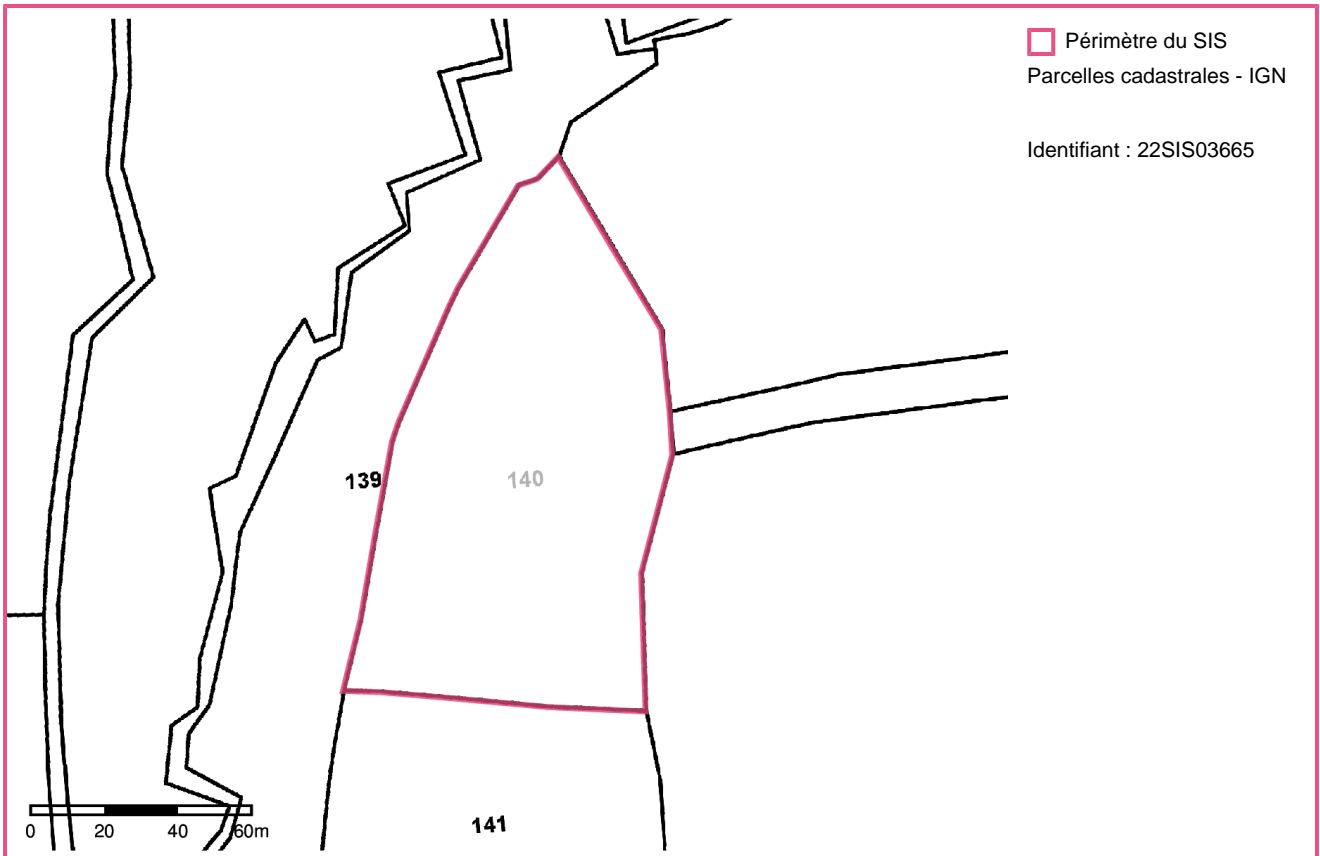 Périmètre du SIS
Parcelles cadastrales - IGN
Identifiant : 22SIS03665
139
140
141
0 20 40 60m